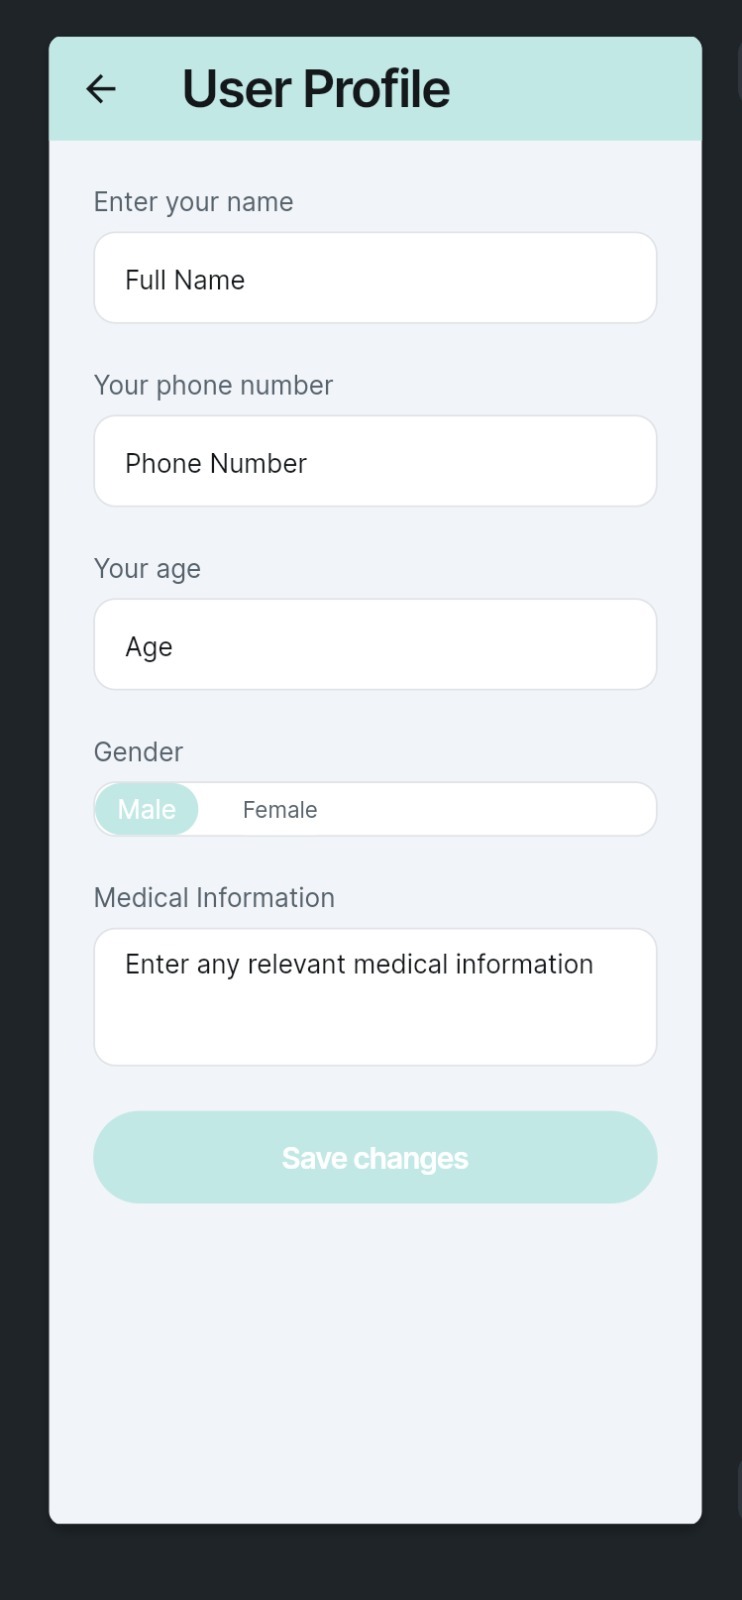 User Profile
Enter your name
Full Name
Your phone number
Phone Number
Your age
Age
Gender
Male Female
Medical Information
Enter any relevant medical information
Save changes